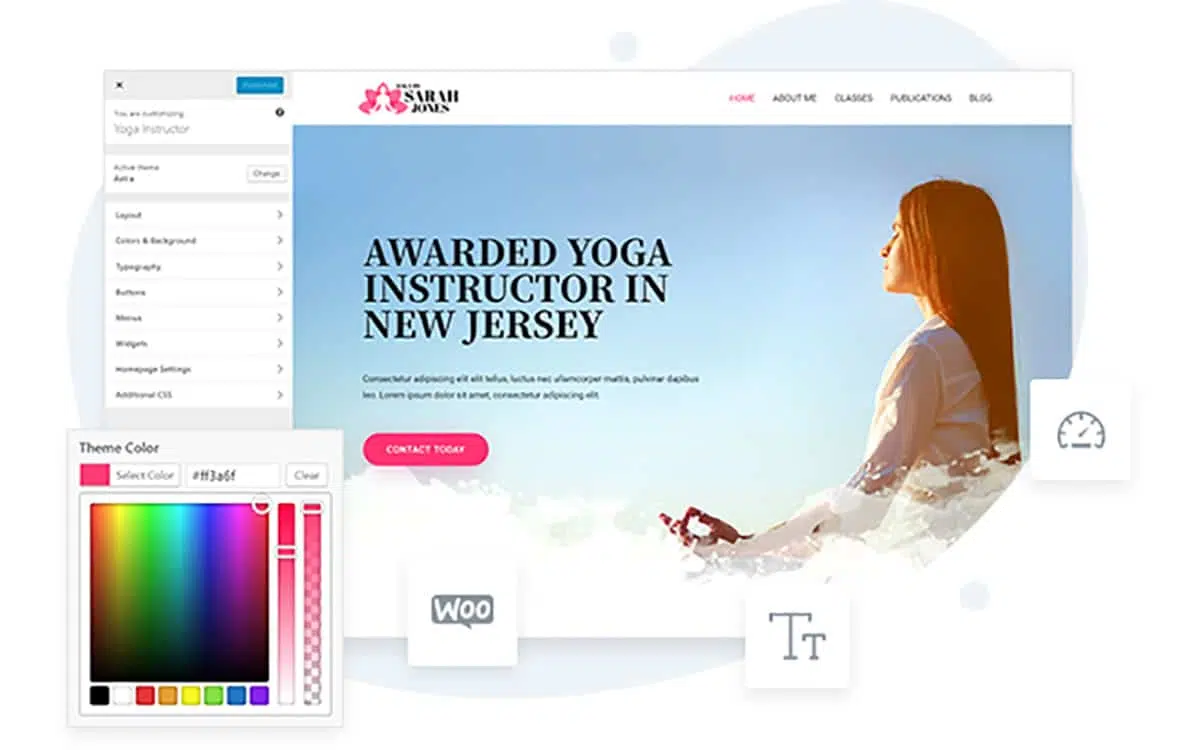 You are customizing
Yoga Instructor
Active theme
Astra
Change
Layout
Colors & Background
Typography
Buttons
Menus
Widgets
Homepage Settings
Additional CSS
SARAH
JONES
HOME ABOUT ME CLASSES PUBLICATIONS BLOG
AWARDED YOGA
INSTRUCTOR IN
NEW JERSEY
Consectetur adipiscing elit elit tellus, luctus nec ullamcorper mattis, pulvinar dapibus
leo. Lorem ipsum dolor sit amet, consectetur adipiscing elit
CONTACT TODAY
Theme Color
Select Color #ff3a6f Clear
WOO
TT